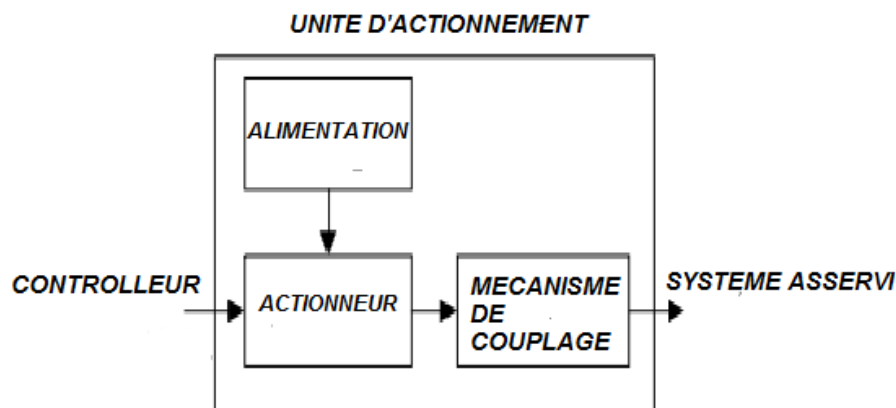 UNITE D'ACTIONNEMENT
ALIMENTATION
CONTROLLEUR
ACTIONNEUR
MECANISME
DE
COUPLAGE
SYSTEME ASSERVI